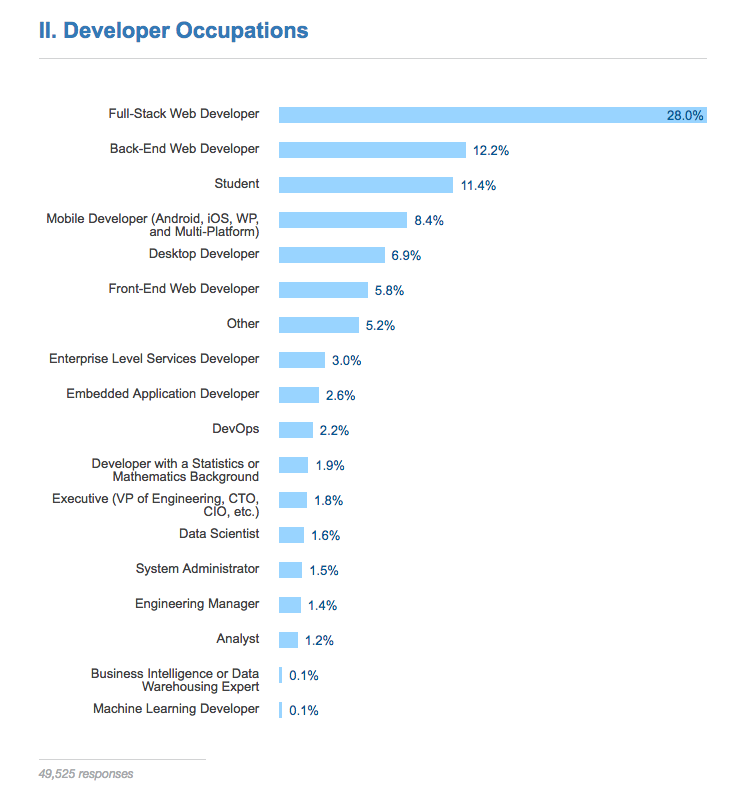 II. Developer Occupations
Full-Stack Web Developer 28.0%
Back-End Web Developer 12.2%
Student 11.4%
Mobile Developer (Android, iOS, WP,
and Multi-Platform) 8.4%
Desktop Developer 6.9%
Front-End Web Developer 5.8%
Other 5.2%
Enterprise Level Services Developer 3.0%
Embedded Application Developer 2.6%
DevOps 2.2%
Developer with a Statistics or
Mathematics Background 1.9%
Executive (VP of Engineering, CTO,
CIO, etc.) 1.8%
Data Scientist 1.6%
System Administrator 1.5%
Engineering Manager 1.4%
Analyst 1.2%
Business Intelligence or Data
Warehousing Expert 0.1%
Machine Learning Developer 0.1%
49,525 responses